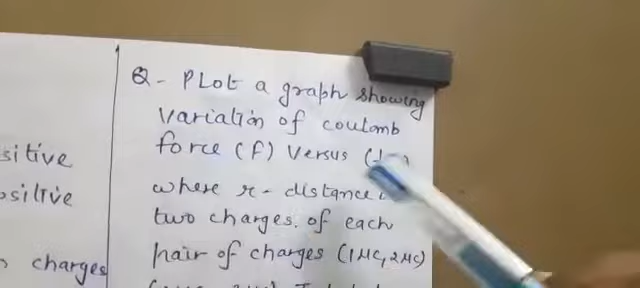 sitive
positive
charges
Q - PLot a graph showing
variation of coulomb
force (F) versus
where r - distance
two charges. of each
pair of charges (1μC, 2μC)